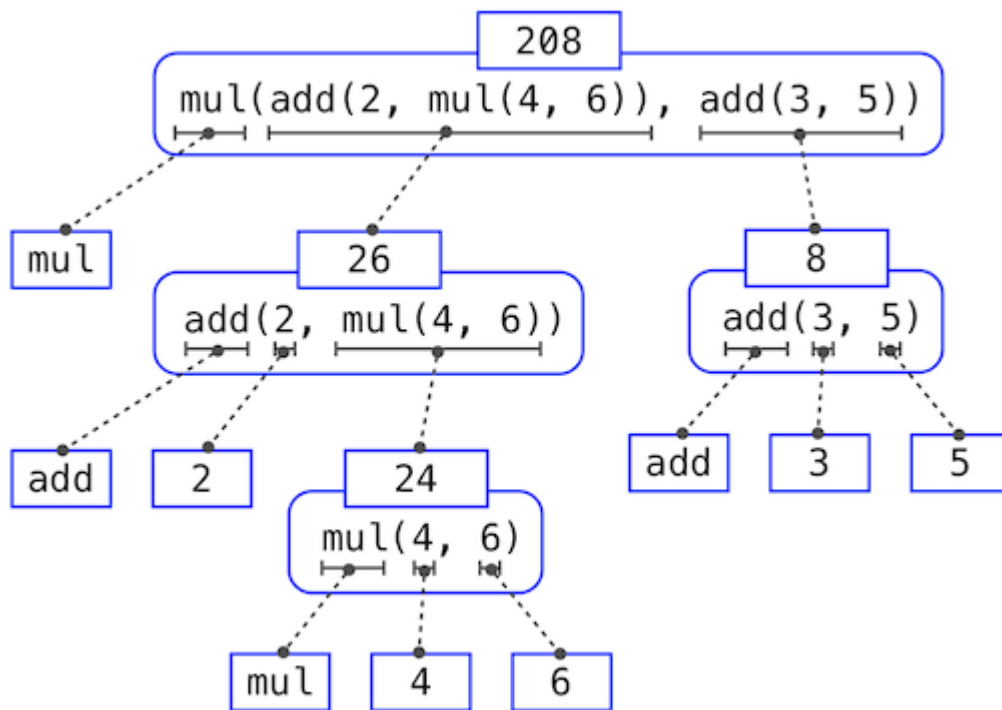 208
mul(add(2, mul(4, 6)), add(3, 5))
mul
26
8
add(2, mul(4, 6))
add(3, 5)
add
2
24
add
3
5
mul(4, 6)
mul
4
6